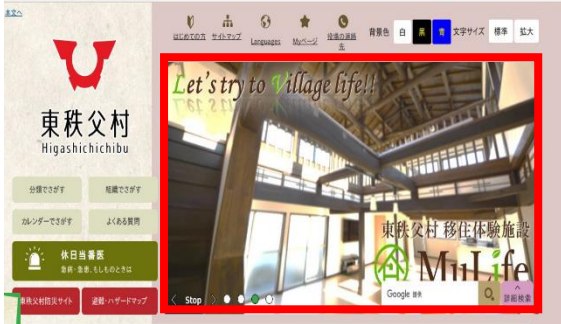 本文へ
はじめての方
サイトマップ
Languages
Myページ
役場の連絡先
背景色 白 黒 青 文字サイズ 標準 拡大
東秩父村
Higashichichibu
分類でさがす
組織でさがす
カレンダーでさがす
よくある質問
休日当番医
急病・急患、もしものときは
東秩父村防災サイト
避難・ハザードマップ
Let's try to Village life!!
東秩父村 移住体験施設
MuLife
Stop
Google 提供
詳細検索